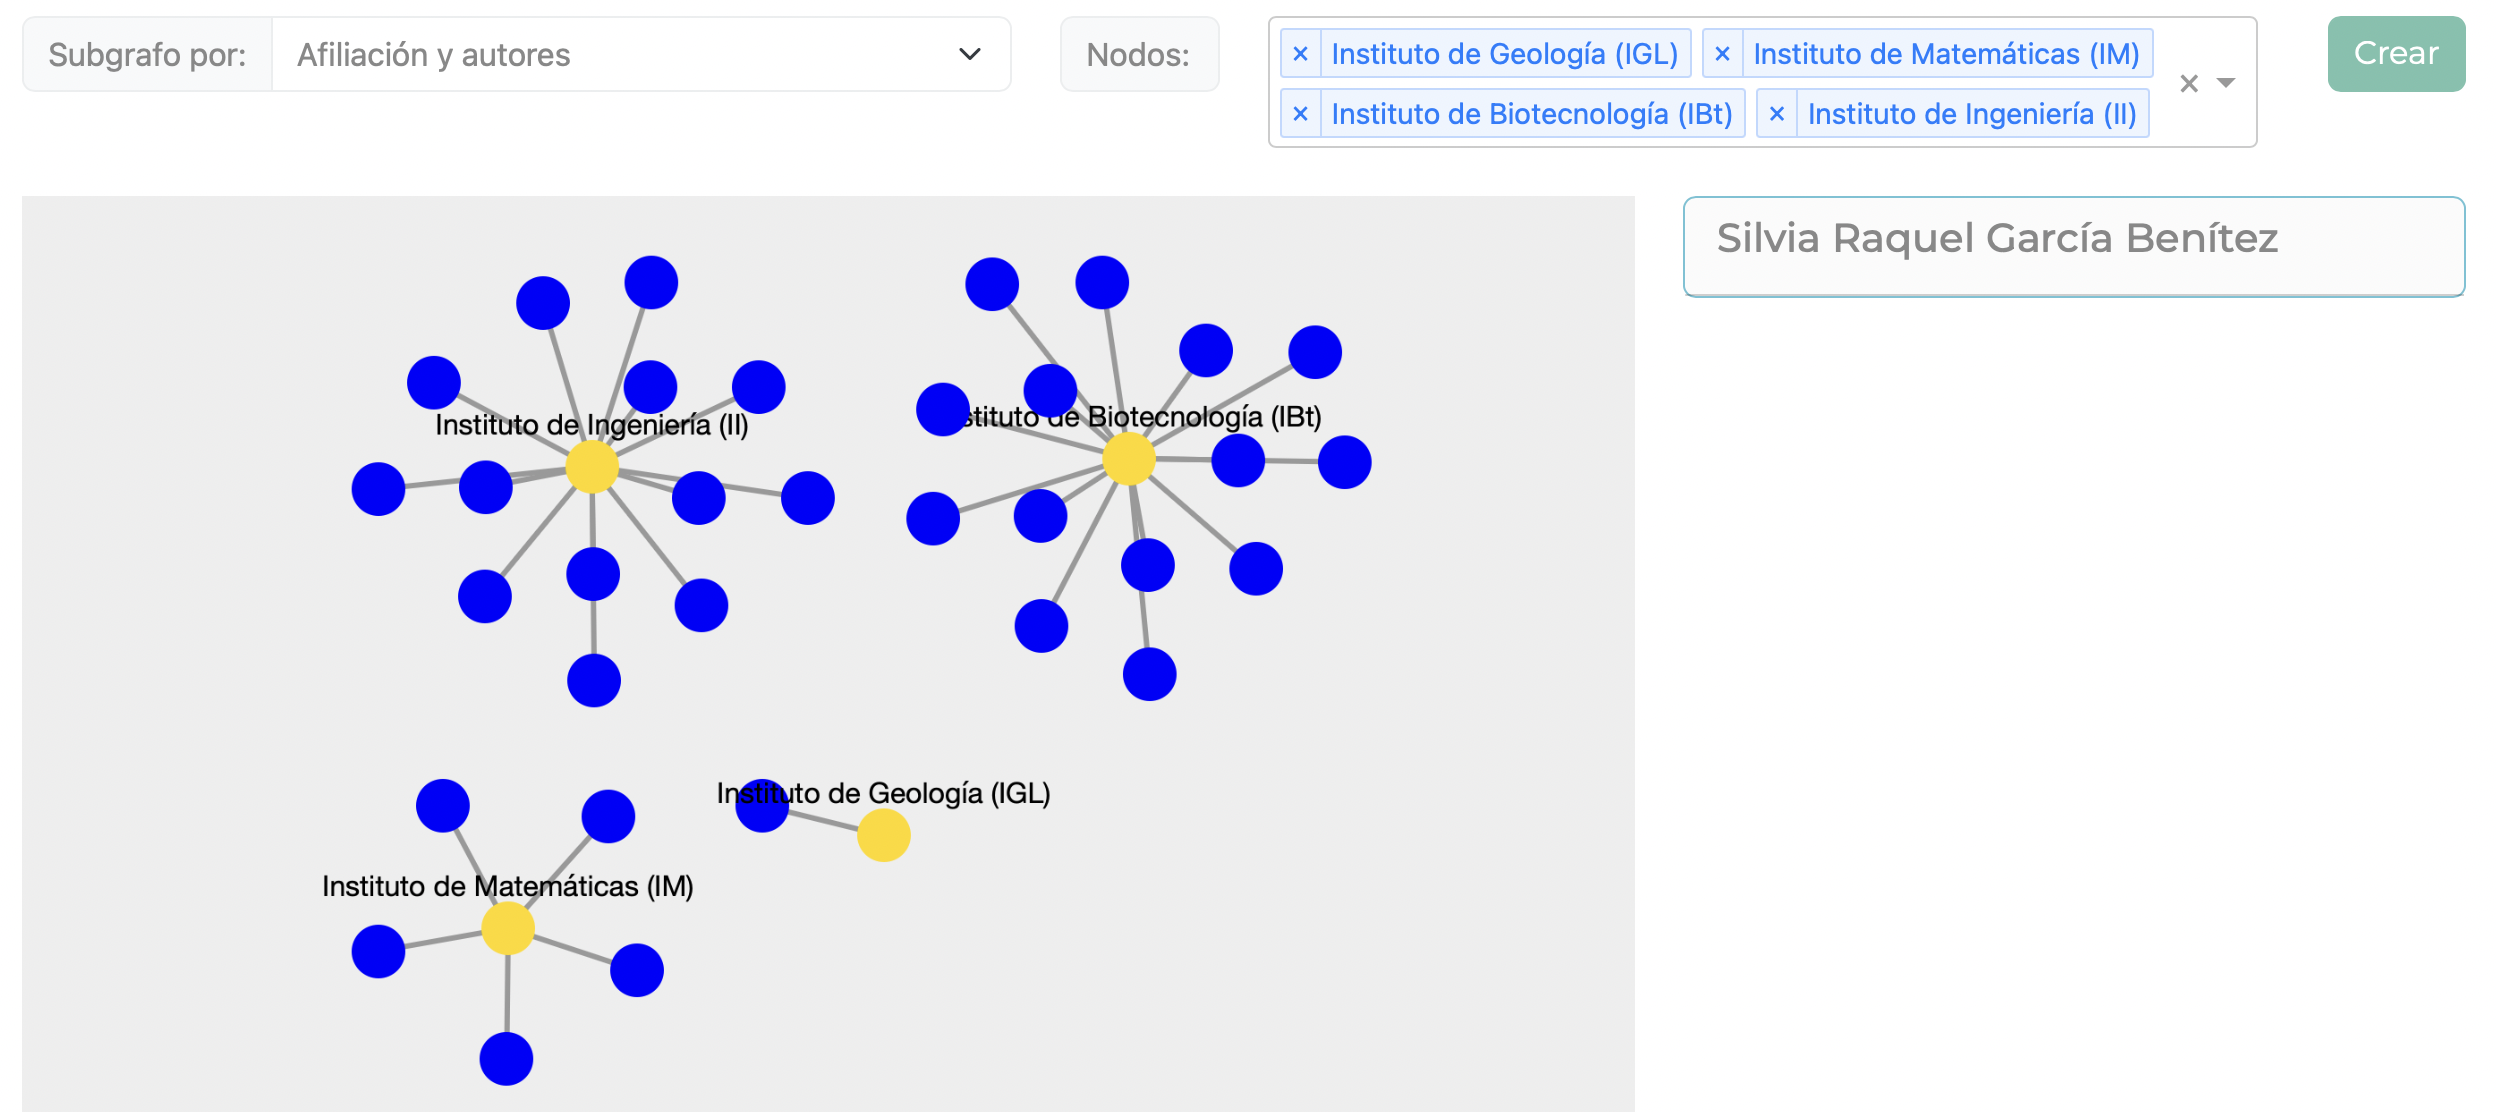 Subgrafo por: Afiliación y autores Nodos: × Instituto de Geología (IGL) × Instituto de Matemáticas (IM) Crear
× Instituto de Biotecnología (IBt) × Instituto de Ingeniería (II)
Silvia Raquel García Benítez
Instituto de Ingeniería (II)
stituto de Biotecnología (IBt)
Instituto de Geología (IGL)
Instituto de Matemáticas (IM)